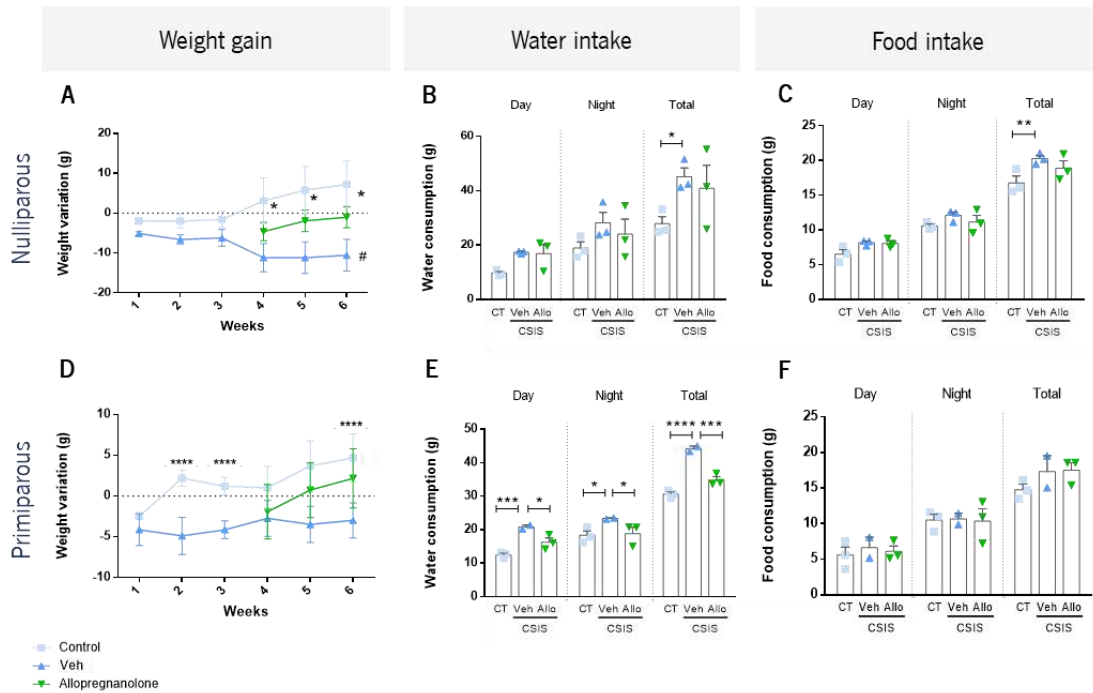 Weight gain
Water intake
Food intake
Nulliparous
A
20
10
0
-10
-20
Weight variation (g)
*
*
*
#
1 2 3 4 5 6
Weeks
B
Day Night Total
60
40
20
0
Water consumption (g)
*
CT Veh Allo CT Veh Allo CT Veh Allo
CSIS CSIS CSIS
C
Day Night Total
25
20
15
10
5
0
Food consumption (g)
**
CT Veh Allo CT Veh Allo CT Veh Allo
CSIS CSIS CSIS
Primiparous
D
10
5
0
-5
-10
Weight variation (g)
**** **** ****
1 2 3 4 5 6
Weeks
E
Day Night Total
50
40
30
20
10
0
Water consumption (g)
*** * * * **** ***
CT Veh Allo CT Veh Allo CT Veh Allo
CSIS CSIS CSIS
F
Day Night Total
25
20
15
10
5
0
Food consumption (g)
CT Veh Allo CT Veh Allo CT Veh Allo
CSIS CSIS CSIS
Control
Veh
Allopregnanolone